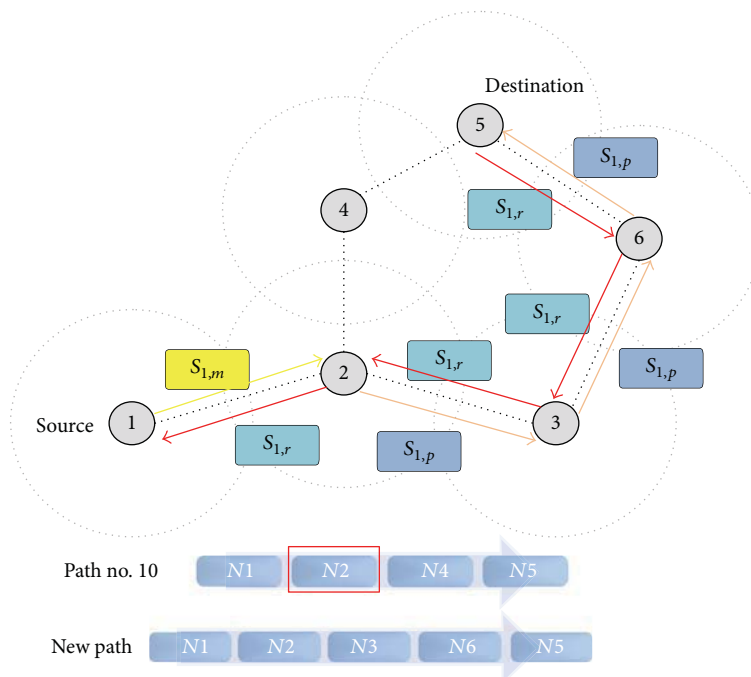 Destination
5
S1,p
S1,r
4
6
S1,r
S1,m
S1,r
S1,p
2
Source
1
3
S1,r
S1,p
Path no. 10
N1 N2 N4 N5
New path
N1 N2 N3 N6 N5